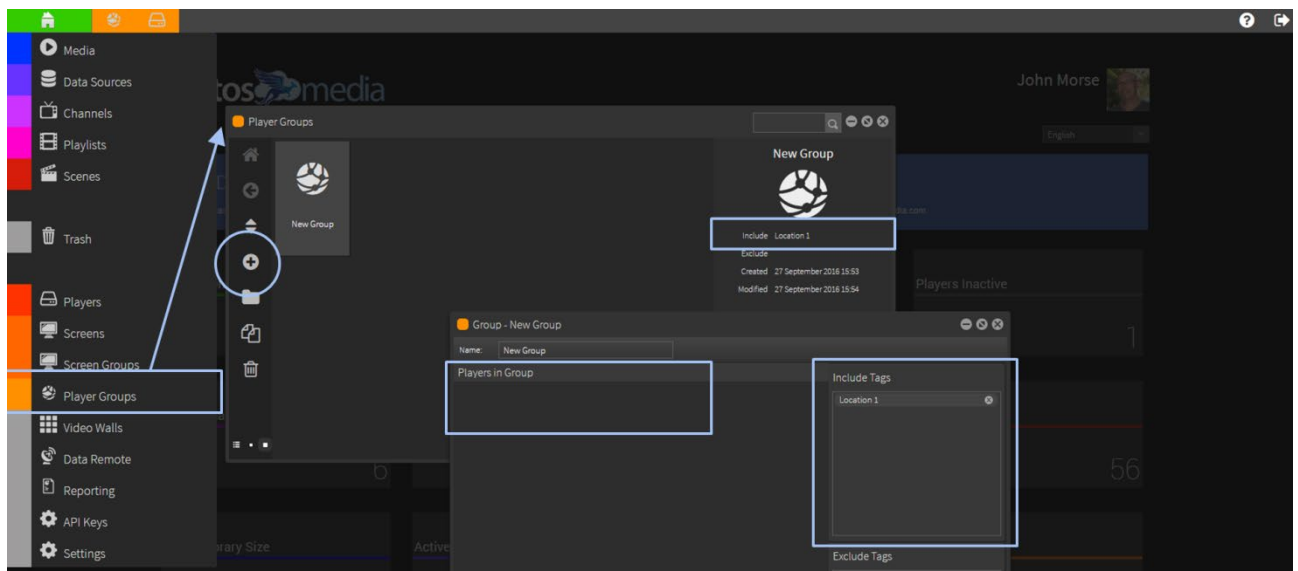 Media
Data Sources
Channels
Playlists
Scenes
Trash
Players
Screens
Screen Groups
Player Groups
Video Walls
Data Remote
Reporting
API Keys
Settings
tos media
John Morse
English
Player Groups
New Group
New Group
Include Location 1
Exclude
Created 27 September 2016 15:53
Modified 27 September 2016 15:54
Players Inactive
1
Group - New Group
Name: New Group
Players in Group
Include Tags
Location 1
Exclude Tags
6
56
rary Size
Active